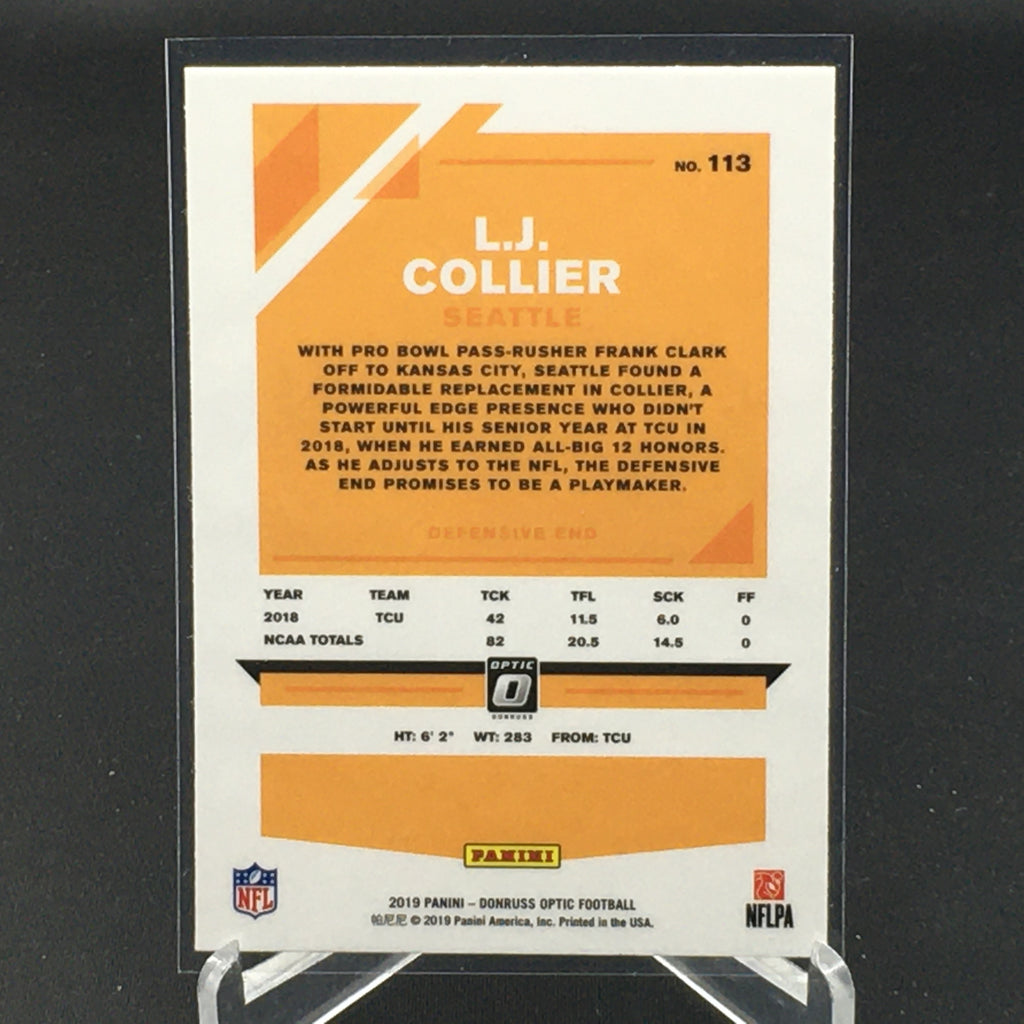 NO. 113
L.J.
COLLIER
SEATTLE
WITH PRO BOWL PASS-RUSHER FRANK CLARK
OFF TO KANSAS CITY, SEATTLE FOUND A
FORMIDABLE REPLACEMENT IN COLLIER, A
POWERFUL EDGE PRESENCE WHO DIDN'T
START UNTIL HIS SENIOR YEAR AT TCU IN
2018, WHEN HE EARNED ALL-BIG 12 HONORS.
AS HE ADJUSTS TO THE NFL, THE DEFENSIVE
END PROMISES TO BE A PLAYMAKER.
DEFENSIVE END
YEAR TEAM TCK TFL SCK FF
2018 TCU 42 11.5 6.0 0
NCAA TOTALS 82 20.5 14.5 0
OPTIC
O
DONRUSS
HT: 6' 2" WT: 283 FROM: TCU
PANINI
NFL
2019 PANINI – DONRUSS OPTIC FOOTBALL
帕尼尼 © 2019 Panini America, Inc. Printed in the USA.
NFLPA